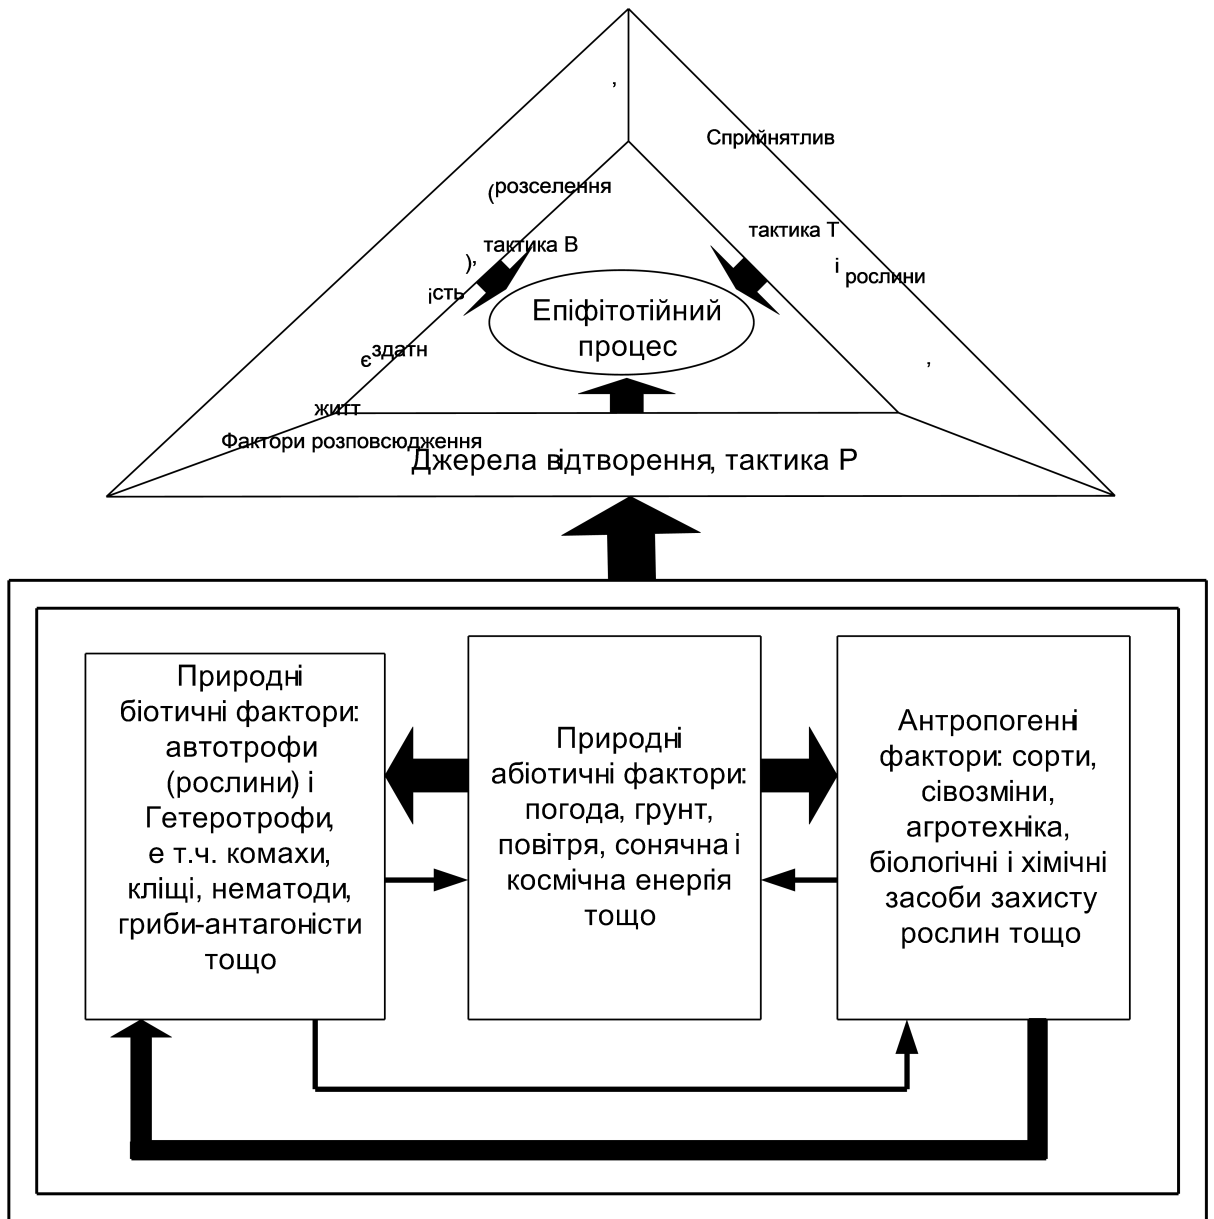 ,
Сприйнятлив
(розселення
тактика Т
), тактика В
і рослини
ість
Епіфітотійний
процес
єздатн
,
житт
Фактори розповсюдження
Джерела відтворення, тактика Р
Природні
біотичні фактори:
автотрофи
(рослини) і
Гетеротрофи,
е т.ч. комахи,
кліщі, нематоди,
гриби-антагоністи
тощо
Природні
абіотичні фактори:
погода, грунт,
повітря, сонячна і
космічна енергія
тощо
Антропогенні
фактори: сорти,
сівозміни,
агротехніка,
біологічні і хімічні
засоби захисту
рослин тощо